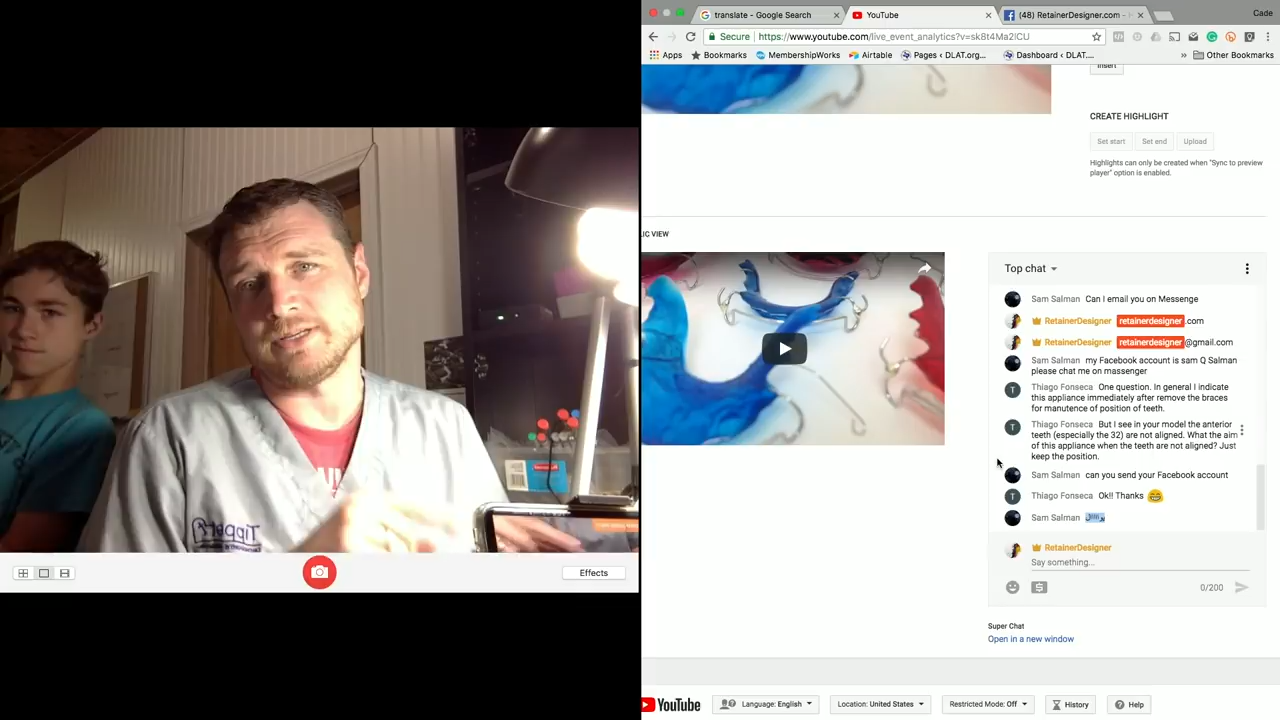 translate - Google Search
YouTube
(48) RetainerDesigner.com - H
Cade
Secure
https://www.youtube.com/live_event_analytics?v=sk8t4Ma2lCU
Apps
Bookmarks
MembershipWorks
Airtable
Pages ‹ DLAT.org...
Dashboard ‹ DLAT....
» Other Bookmarks
Insert
CREATE HIGHLIGHT
Set start
Set end
Upload
Highlights can only be created when "Sync to preview
player" option is enabled.
LIC VIEW
Top chat
Sam Salman Can I email you on Messenge
RetainerDesigner retainerdesigner.com
RetainerDesigner retainerdesigner@gmail.com
Sam Salman my Facebook account is sam Q Salman
please chat me on massenger
Thiago Fonseca One question. In general I indicate
this appliance immediately after remove the braces
for manutence of position of teeth.
Thiago Fonseca But I see in your model the anterior
teeth (especially the 32) are not aligned. What the aim
of this appliance when the teeth are not aligned? Just
keep the position.
Sam Salman can you send your Facebook account
Thiago Fonseca Ok!! Thanks 😁
Sam Salman
RetainerDesigner
Say something...
0/200
Super Chat
Open in a new window
Effects
YouTube
Language: English
Location: United States
Restricted Mode: Off
History
Help